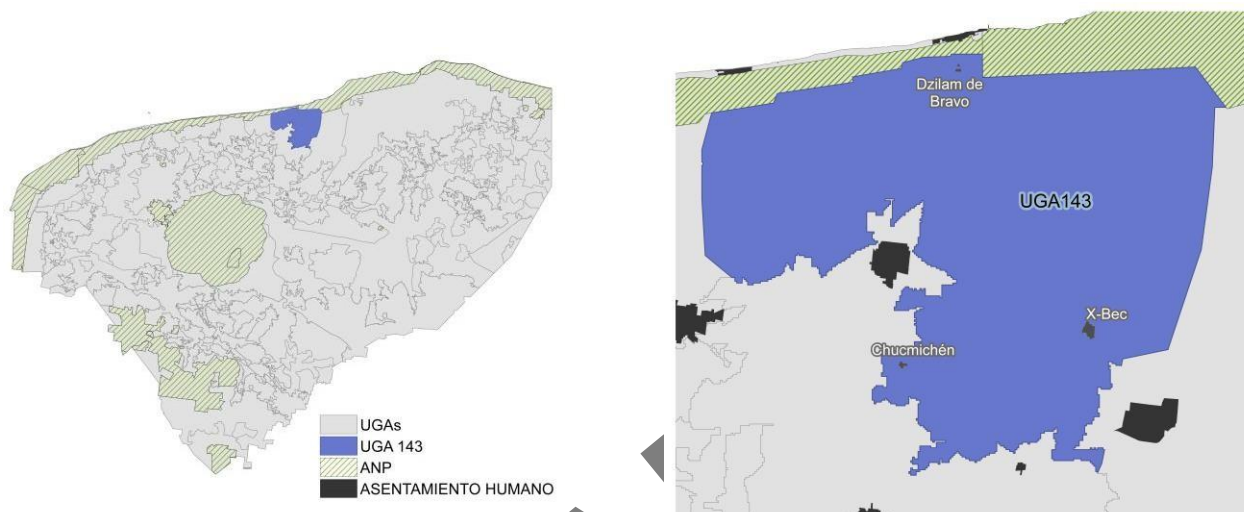 UGAs
UGA 143
ANP
ASENTAMIENTO HUMANO
Dzilam de
Bravo
UGA143
X-Bec
Chucmichén